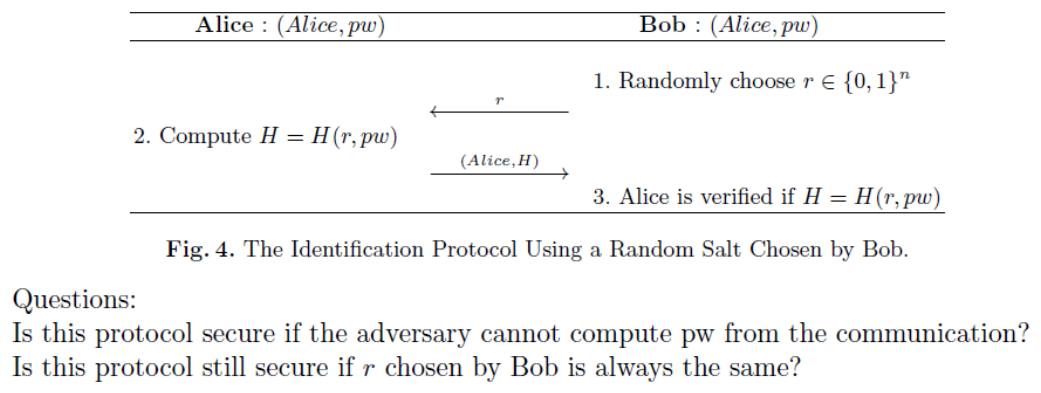 Alice : (Alice, pw) Bob : (Alice, pw)
1. Randomly choose r ∈ {0, 1}ⁿ
r
2. Compute H = H(r, pw)
(Alice,H)
3. Alice is verified if H = H(r, pw)
Fig. 4. The Identification Protocol Using a Random Salt Chosen by Bob.
Questions:
Is this protocol secure if the adversary cannot compute pw from the communication?
Is this protocol still secure if r chosen by Bob is always the same?